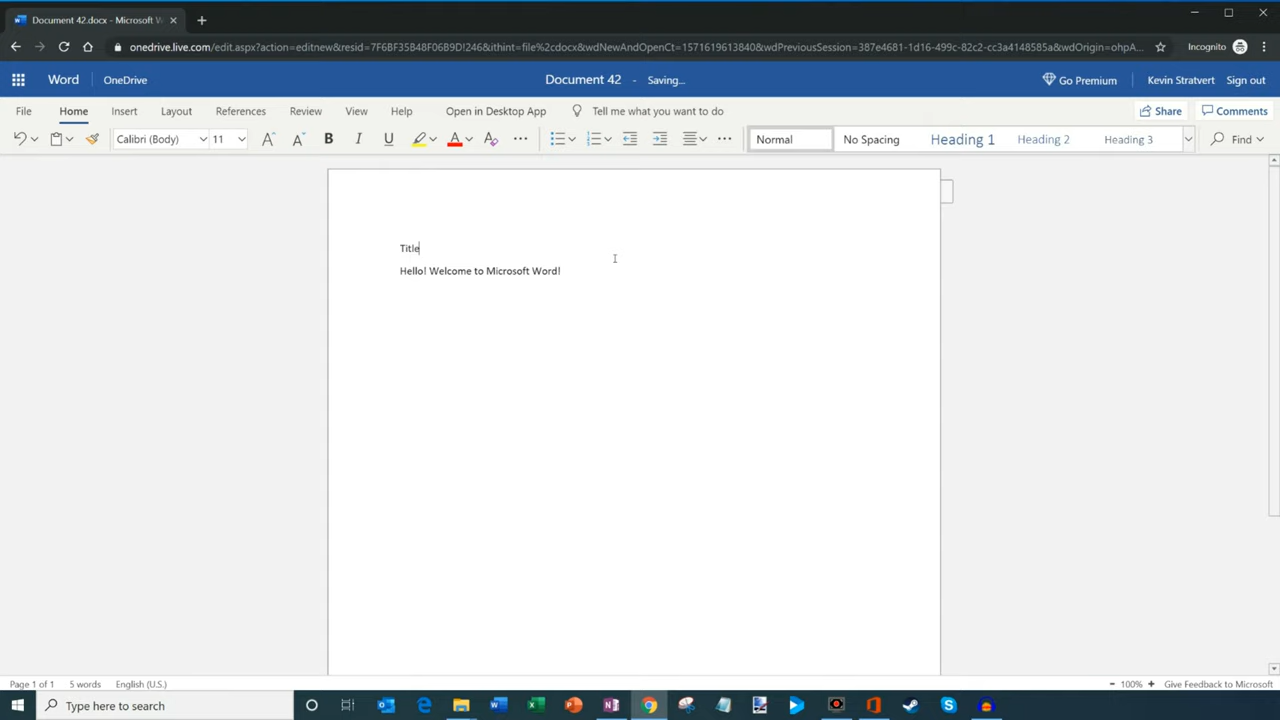 Document 42.docx - Microsoft W
onedrive.live.com/edit.aspx?action=editnew&resid=7F6BF35B48F06B9D!246&ithint=file%2cdocx&wdNewAndOpenCt=1571619613840&wdPreviousSession=387e4681-1d16-499c-82c2-cc3a4148585a&wdOrigin=ohpA... Incognito
Word OneDrive Document 42 - Saving... Go Premium Kevin Stratvert Sign out
File Home Insert Layout References Review View Help Open in Desktop App Tell me what you want to do Share Comments
Calibri (Body) 11 A A B I U A A ... ... Normal No Spacing Heading 1 Heading 2 Heading 3 Find
Title
Hello! Welcome to Microsoft Word!
Page 1 of 1 5 words English (U.S.) - 100% + Give Feedback to Microsoft
Type here to search